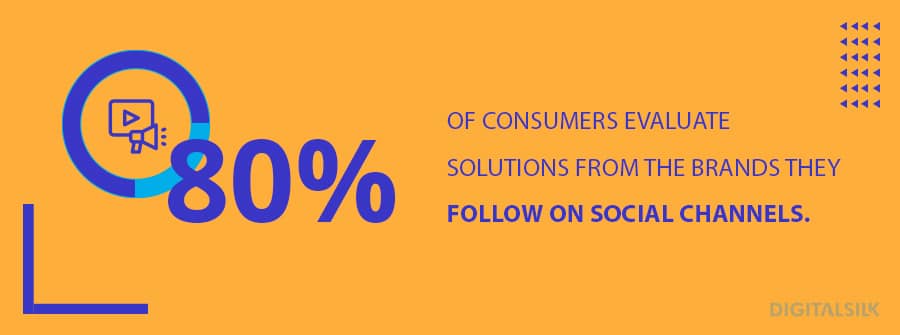 80%
OF CONSUMERS EVALUATE
SOLUTIONS FROM THE BRANDS THEY
FOLLOW ON SOCIAL CHANNELS.
DIGITALSILK